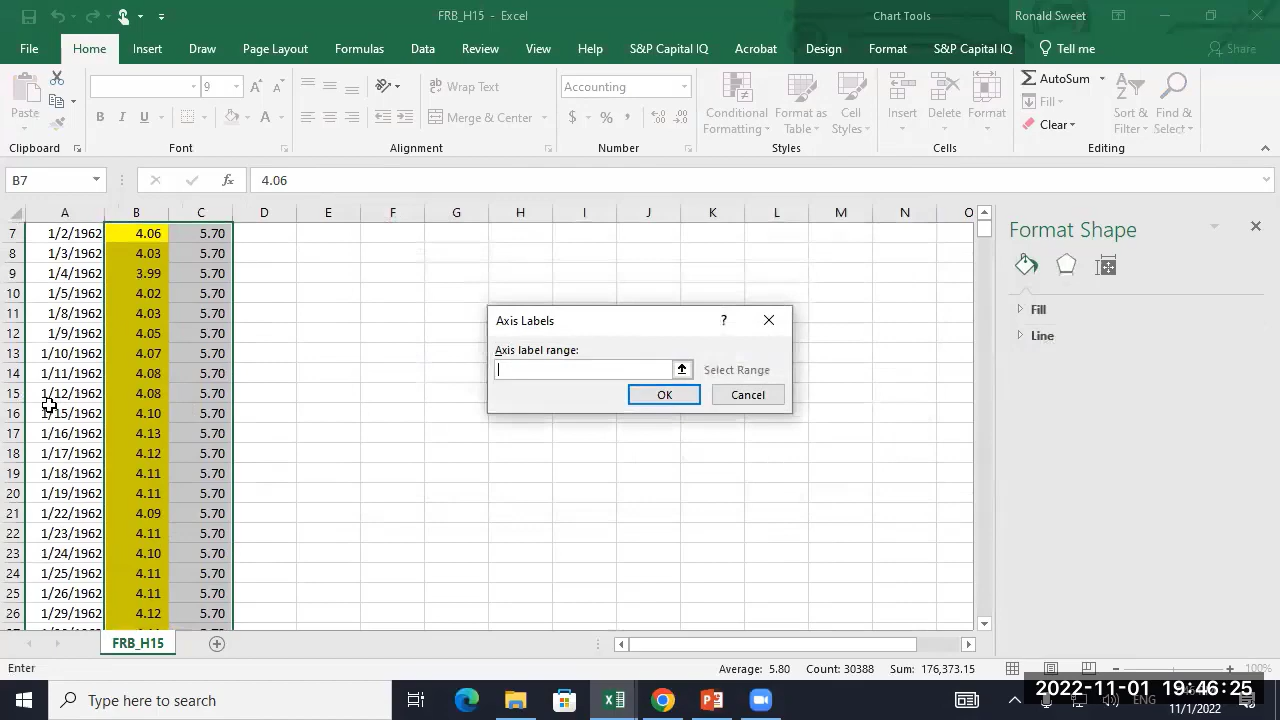 FRB_H15 - Excel
Chart Tools
Ronald Sweet
File Home Insert Draw Page Layout Formulas Data Review View Help S&P Capital IQ Acrobat Design Format S&P Capital IQ Tell me Share
Paste
9
Wrap Text
Merge & Center
Accounting
Conditional Formatting
Format as Table
Cell Styles
Insert
Delete
Format
AutoSum
Fill
Clear
Sort & Filter
Find & Select
Clipboard Font Alignment Number Styles Cells Editing
B7 fx 4.06
A B C D E F G H I J K L M N O
7 1/2/1962 4.06 5.70
8 1/3/1962 4.03 5.70
9 1/4/1962 3.99 5.70
10 1/5/1962 4.02 5.70
11 1/8/1962 4.03 5.70
12 1/9/1962 4.05 5.70
13 1/10/1962 4.07 5.70
14 1/11/1962 4.08 5.70
15 1/12/1962 4.08 5.70
16 1/15/1962 4.10 5.70
17 1/16/1962 4.13 5.70
18 1/17/1962 4.12 5.70
19 1/18/1962 4.11 5.70
20 1/19/1962 4.11 5.70
21 1/22/1962 4.09 5.70
22 1/23/1962 4.11 5.70
23 1/24/1962 4.10 5.70
24 1/25/1962 4.11 5.70
25 1/26/1962 4.11 5.70
26 1/29/1962 4.12 5.70
Axis Labels ?
Axis label range:
Select Range
OK Cancel
Format Shape
Fill
Line
FRB_H15
Enter
Average: 5.80 Count: 30388 Sum: 176,373.15
100%
Type here to search
2022-11-01 19:46:25
ENG
11/1/2022